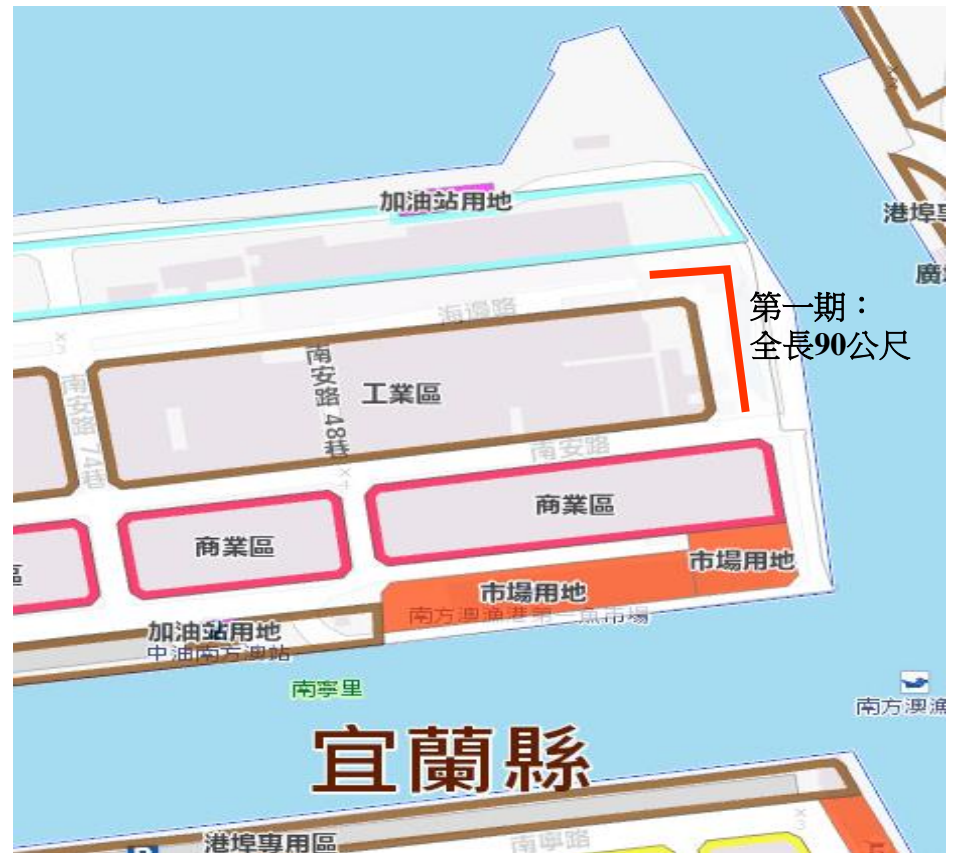 加油站用地
港埠專
廣
第一期：
全長90公尺
海邊路
南安路 48巷
工業區
南安路 74巷
南安路
商業區
商業區
區
市場用地
市場用地
南方澳漁港第一魚市場
加油站用地
中油南方澳站
南寧里
南方澳漁
宜蘭縣
港埠專用區
南寧路
P